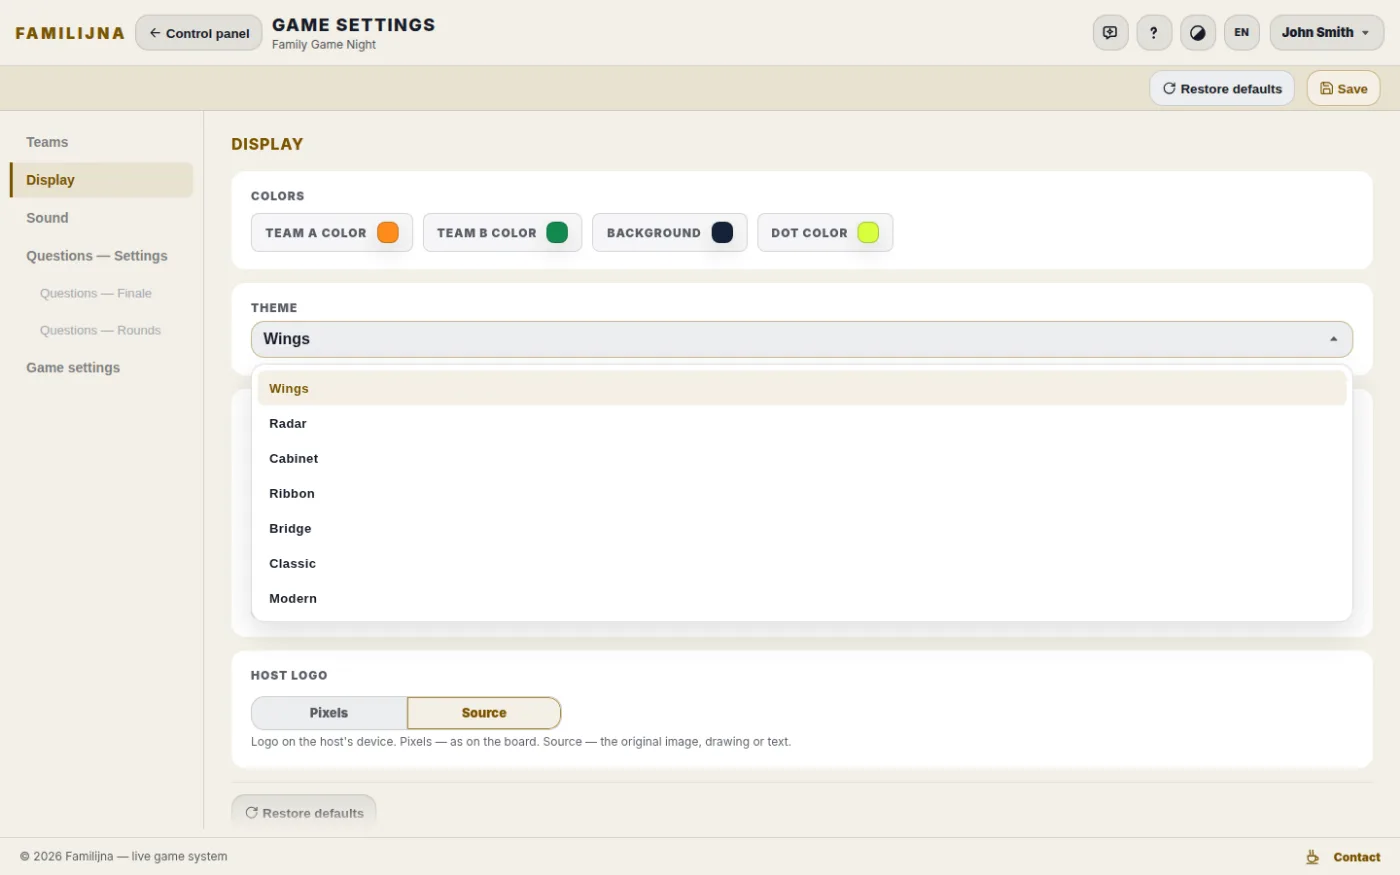 FAMILIJNA
Control panel
GAME SETTINGS
Family Game Night
?
EN
John Smith
Restore defaults
Save
Teams
Display
Sound
Questions — Settings
Questions — Finale
Questions — Rounds
Game settings
DISPLAY
COLORS
TEAM A COLOR
TEAM B COLOR
BACKGROUND
DOT COLOR
THEME
Wings
Wings
Radar
Cabinet
Ribbon
Bridge
Classic
Modern
HOST LOGO
Pixels
Source
Logo on the host's device. Pixels — as on the board. Source — the original image, drawing or text.
Restore defaults
© 2026 Familijna — live game system
Contact